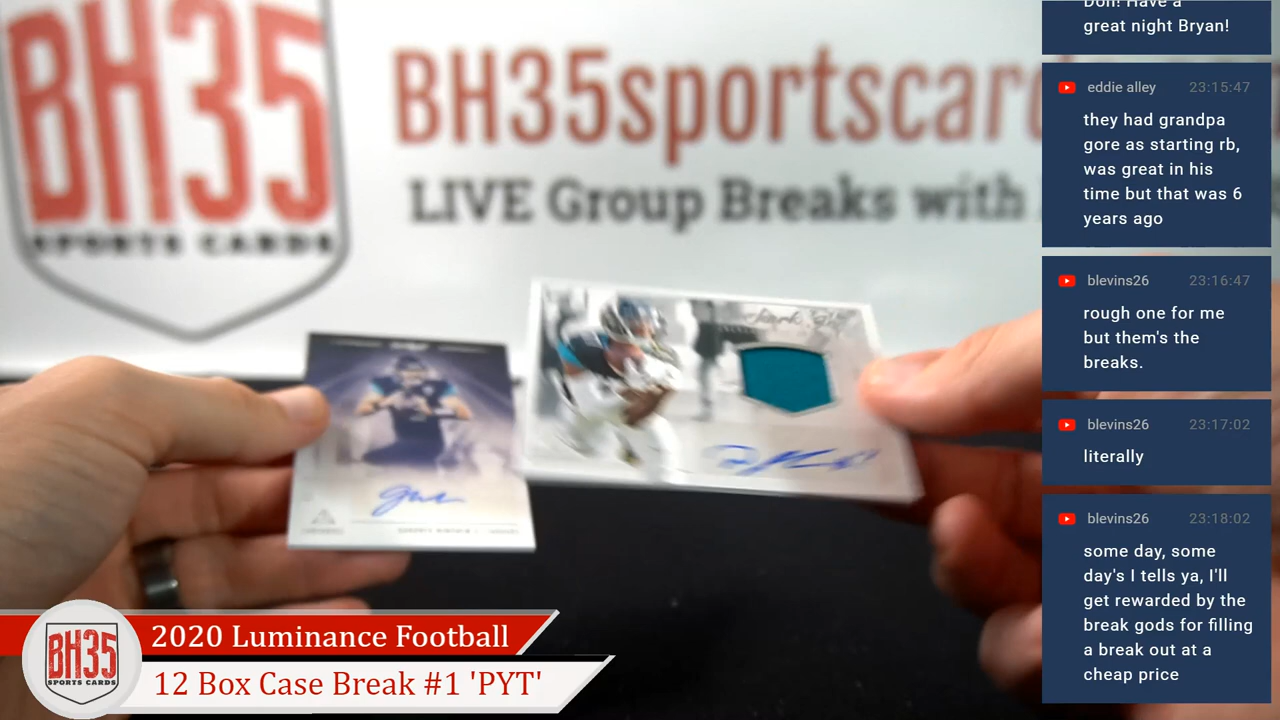 BH35
SPORTS CARDS
BH35sportscar
LIVE Group Breaks with
Don! Have a
great night Bryan!
eddie alley 23:15:47
they had grandpa
gore as starting rb,
was great in his
time but that was 6
years ago
blevins26 23:16:47
rough one for me
but them's the
breaks.
blevins26 23:17:02
literally
blevins26 23:18:02
some day, some
day's I tells ya, I'll
get rewarded by the
break gods for filling
a break out at a
cheap price
BH35
SPORTS CARDS
2020 Luminance Football
12 Box Case Break #1 'PYT'